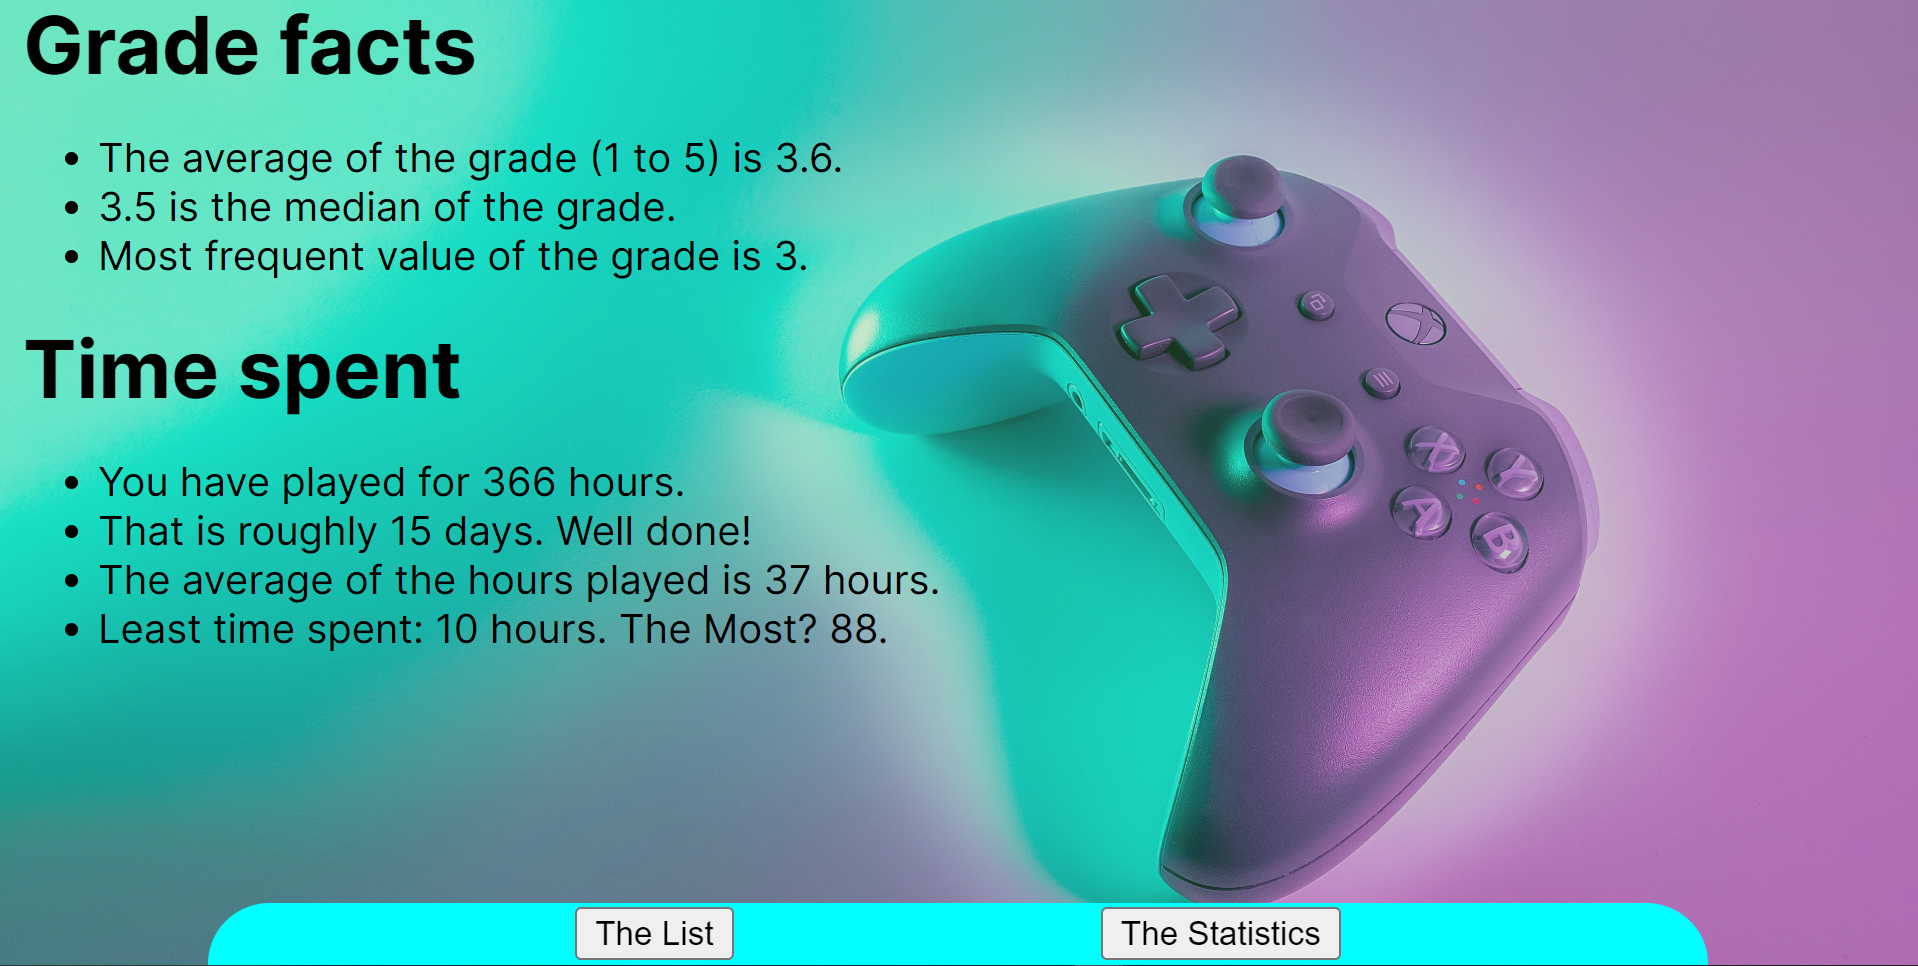 Grade facts
The average of the grade (1 to 5) is 3.6.
3.5 is the median of the grade.
Most frequent value of the grade is 3.
Time spent
You have played for 366 hours.
That is roughly 15 days. Well done!
The average of the hours played is 37 hours.
Least time spent: 10 hours. The Most? 88.
X
Y
A
B
The List
The Statistics